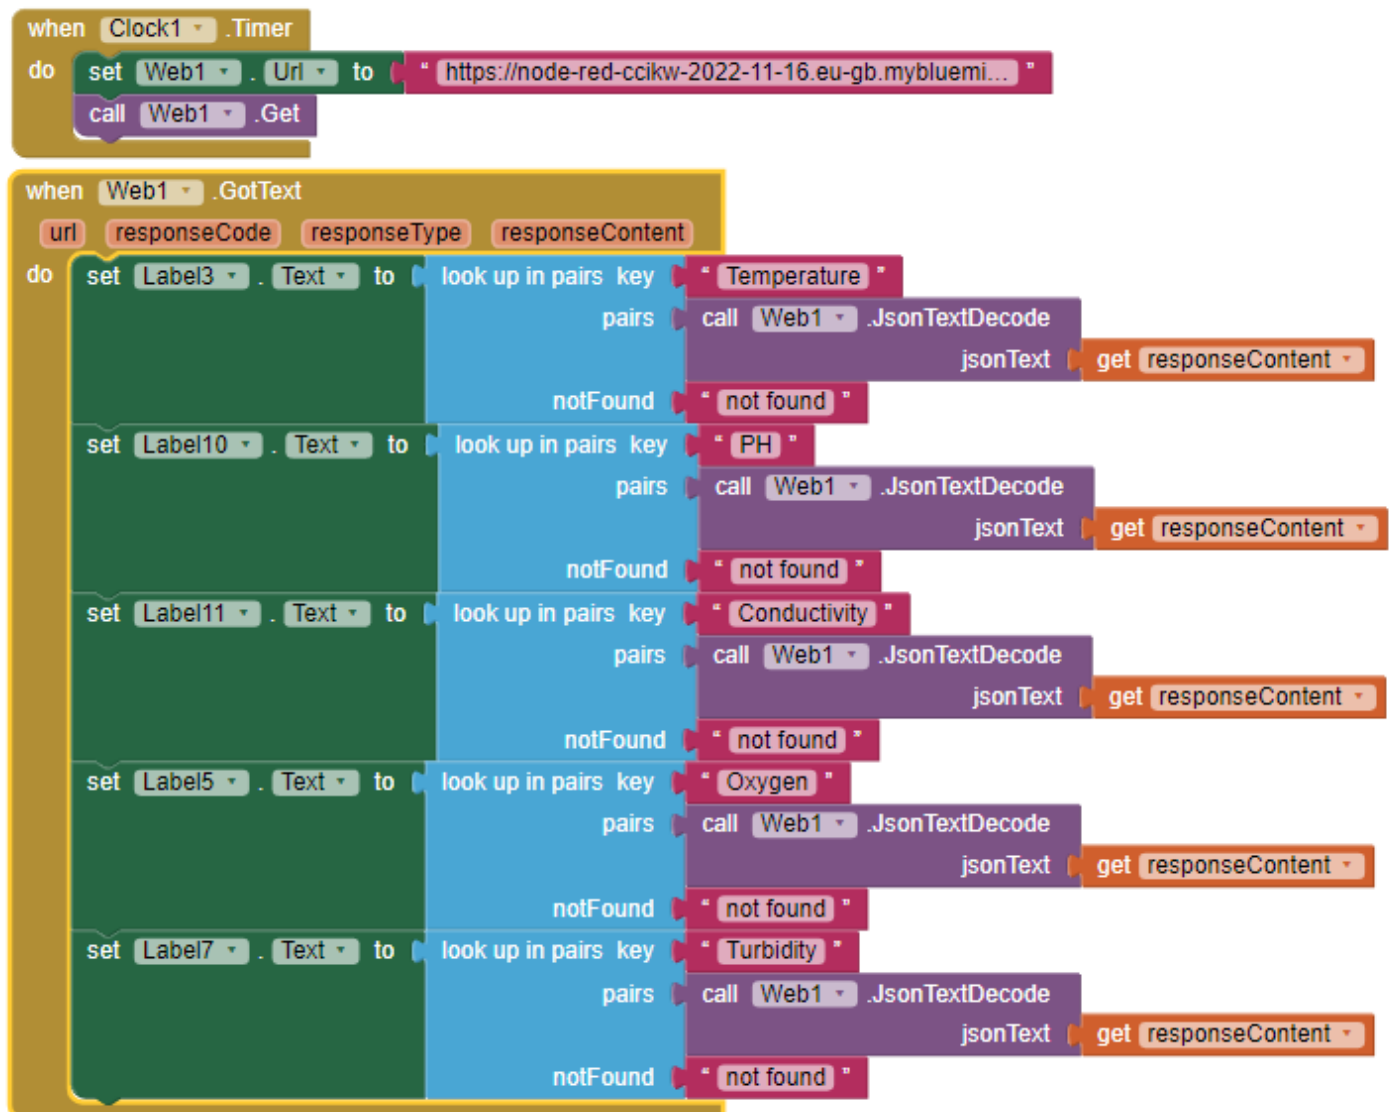 when Clock1 .Timer
do set Web1 . Url to " https://node-red-ccikw-2022-11-16.eu-gb.mybluemi... "
call Web1 .Get
when Web1 .GotText
url responseCode responseType responseContent
do set Label3 . Text to look up in pairs key " Temperature "
pairs call Web1 .JsonTextDecode
jsonText get responseContent
notFound " not found "
set Label10 . Text to look up in pairs key " PH "
pairs call Web1 .JsonTextDecode
jsonText get responseContent
notFound " not found "
set Label11 . Text to look up in pairs key " Conductivity "
pairs call Web1 .JsonTextDecode
jsonText get responseContent
notFound " not found "
set Label5 . Text to look up in pairs key " Oxygen "
pairs call Web1 .JsonTextDecode
jsonText get responseContent
notFound " not found "
set Label7 . Text to look up in pairs key " Turbidity "
pairs call Web1 .JsonTextDecode
jsonText get responseContent
notFound " not found "